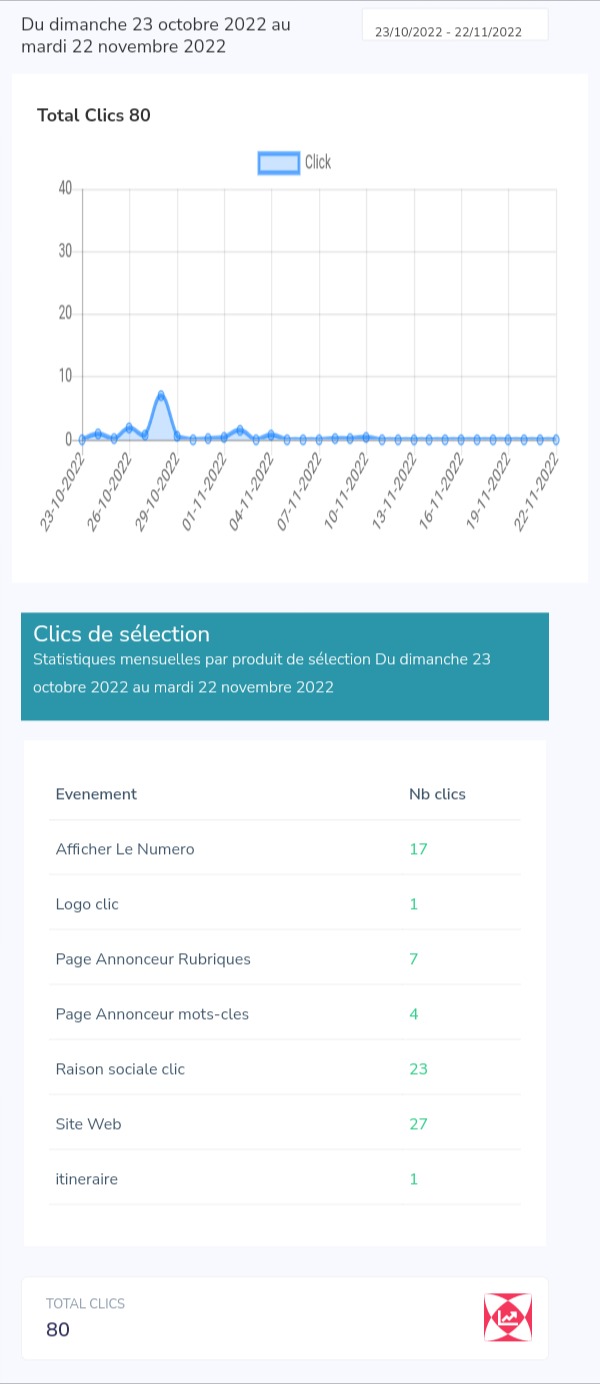 Du dimanche 23 octobre 2022 au
mardi 22 novembre 2022
23/10/2022 - 22/11/2022
Total Clics 80
Click
40
30
20
10
0
23-10-2022
26-10-2022
29-10-2022
01-11-2022
04-11-2022
07-11-2022
10-11-2022
13-11-2022
16-11-2022
19-11-2022
22-11-2022
Clics de sélection
Statistiques mensuelles par produit de sélection Du dimanche 23
octobre 2022 au mardi 22 novembre 2022
Evenement Nb clics
Afficher Le Numero 17
Logo clic 1
Page Annonceur Rubriques 7
Page Annonceur mots-cles 4
Raison sociale clic 23
Site Web 27
itineraire 1
TOTAL CLICS
80